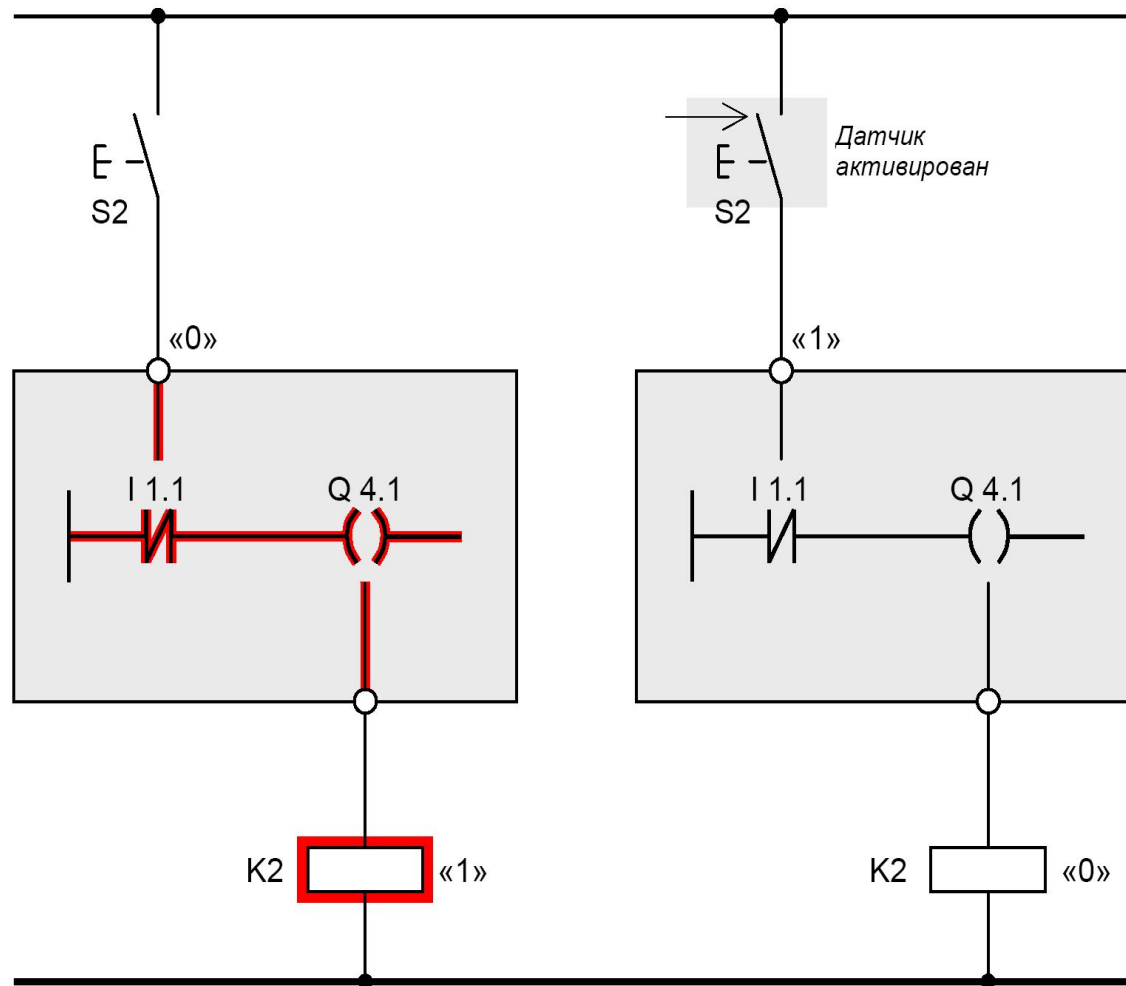 Датчик
активирован
S2
S2
«0»
«1»
I 1.1
Q 4.1
I 1.1
Q 4.1
K2
«1»
K2
«0»